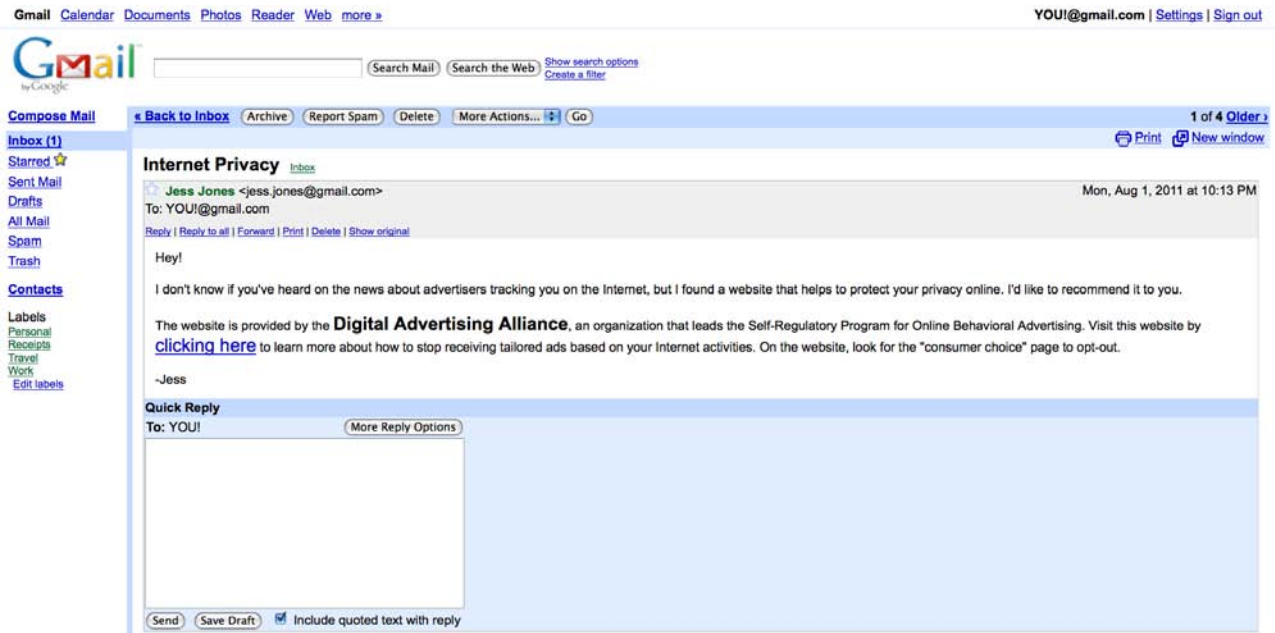 Gmail Calendar Documents Photos Reader Web more »
YOU!@gmail.com | Settings | Sign out
Gmail
by Google
Search Mail Search the Web
Show search options
Create a filter
Compose Mail
Inbox (1)
Starred
Sent Mail
Drafts
All Mail
Spam
Trash
Contacts
Labels
Personal
Receipts
Travel
Work
Edit labels
« Back to Inbox Archive Report Spam Delete More Actions... Go
1 of 4 Older ›
Print New window
Internet Privacy Inbox
Jess Jones <jess.jones@gmail.com>
Mon, Aug 1, 2011 at 10:13 PM
To: YOU!@gmail.com
Reply | Reply to all | Forward | Print | Delete | Show original
Hey!
I don't know if you've heard on the news about advertisers tracking you on the Internet, but I found a website that helps to protect your privacy online. I'd like to recommend it to you.
The website is provided by the Digital Advertising Alliance, an organization that leads the Self-Regulatory Program for Online Behavioral Advertising. Visit this website by
clicking here to learn more about how to stop receiving tailored ads based on your Internet activities. On the website, look for the "consumer choice" page to opt-out.
-Jess
Quick Reply
To: YOU! More Reply Options
Send Save Draft Include quoted text with reply